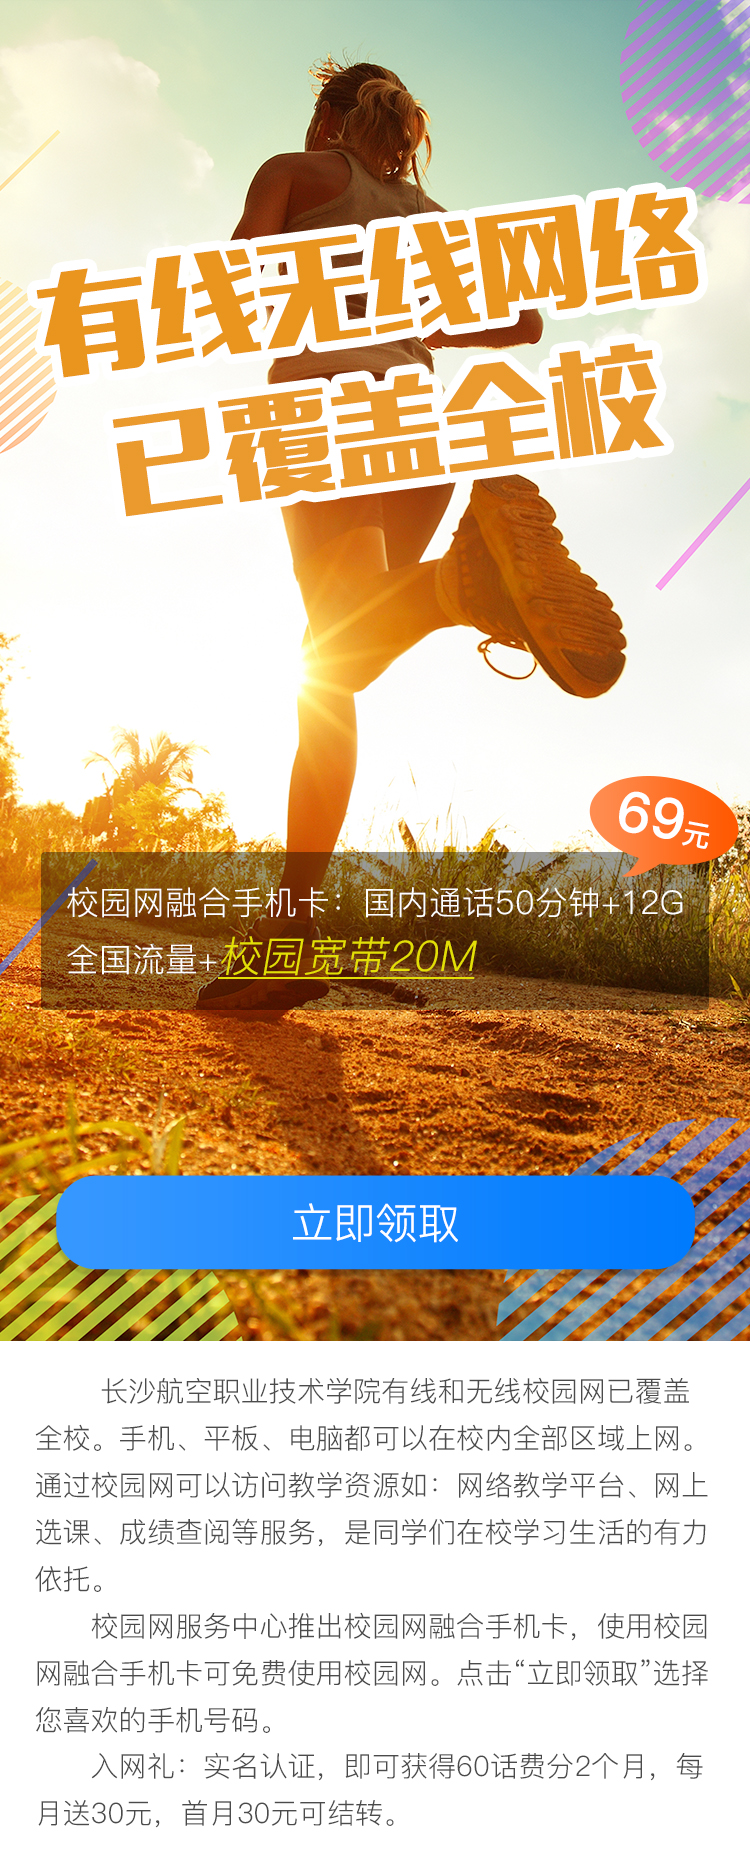 有线无线网络
已覆盖全校
69元
校园网融合手机卡：国内通话50分钟+12G
全国流量+校园宽带20M
立即领取
长沙航空职业技术学院有线和无线校园网已覆盖
全校。手机、平板、电脑都可以在校内全部区域上网。
通过校园网可以访问教学资源如：网络教学平台、网上
选课、成绩查阅等服务，是同学们在校学习生活的有力
依托。
校园网服务中心推出校园网融合手机卡，使用校园
网融合手机卡可免费使用校园网。点击“立即领取”选择
您喜欢的手机号码。
入网礼：实名认证，即可获得60话费分2个月，每
月送30元，首月30元可结转。